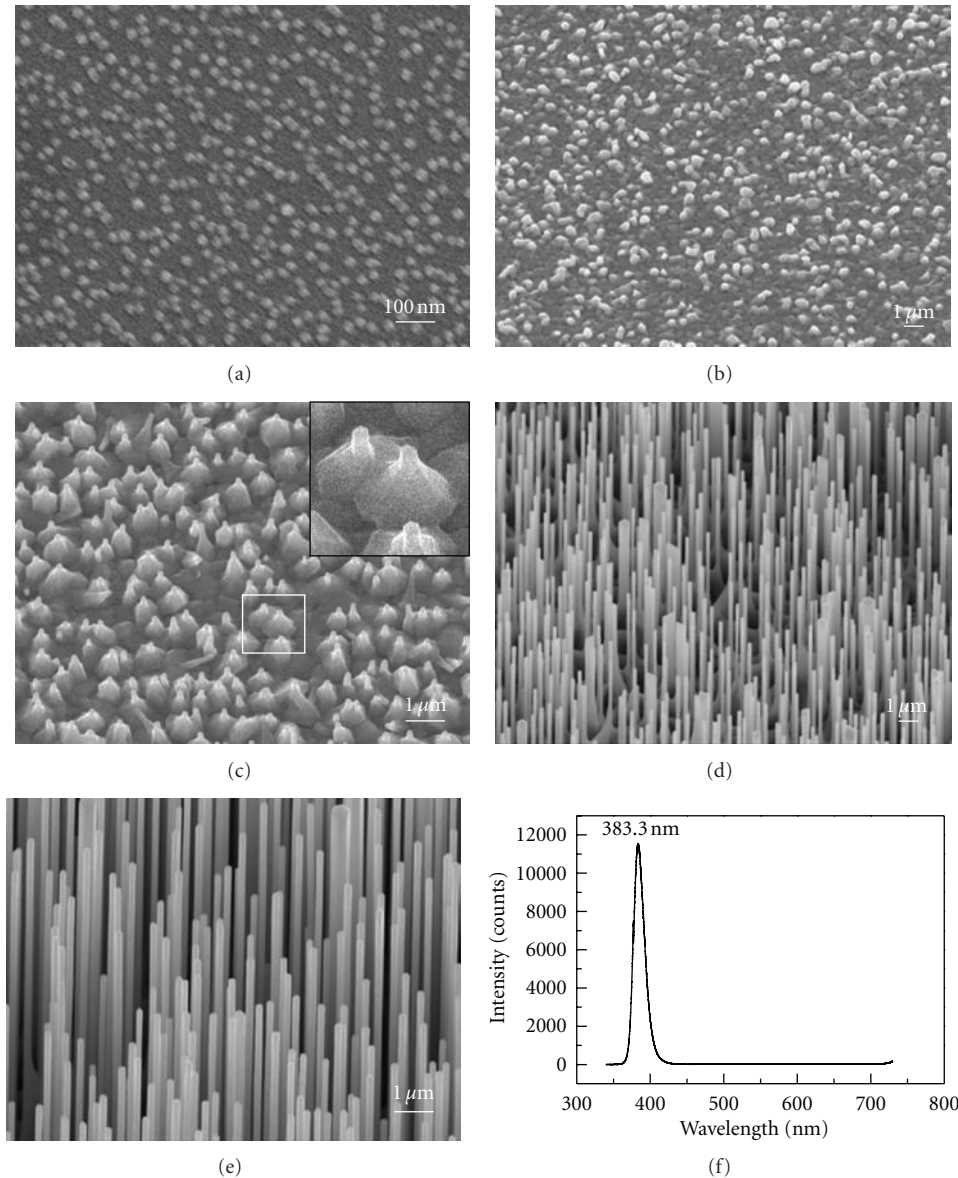 100 nm
1 μm
(a)
(b)
1 μm
1 μm
(c)
(d)
1 μm
(e)
383.3 nm
12000
10000
8000
6000
4000
2000
0
Intensity (counts)
300 400 500 600 700 800
Wavelength (nm)
(f)